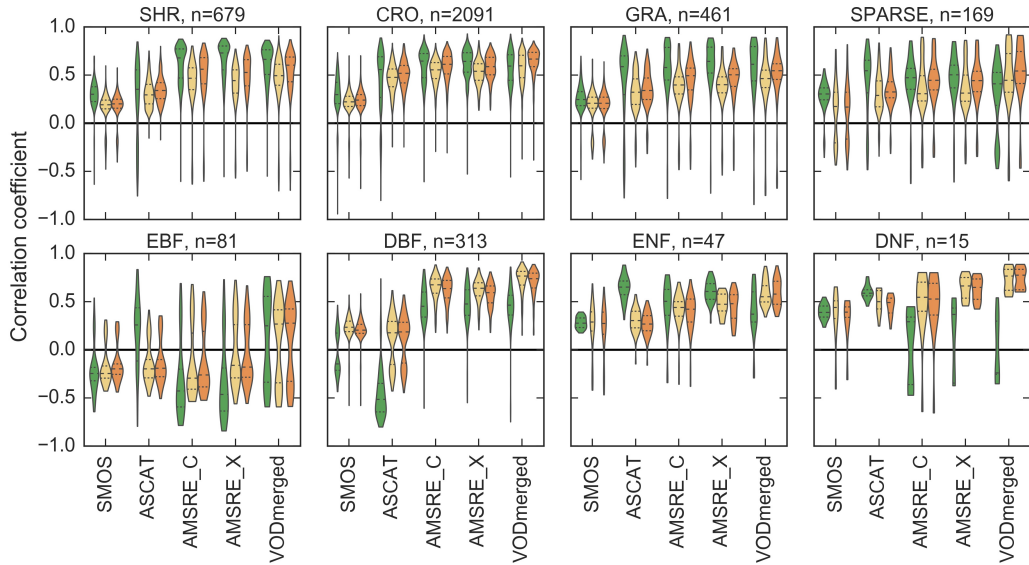 SHR, n=679
CRO, n=2091
GRA, n=461
SPARSE, n=169
1.0
0.5
0.0
−0.5
−1.0
Correlation coefficient
EBF, n=81
DBF, n=313
ENF, n=47
DNF, n=15
1.0
0.5
0.0
−0.5
−1.0
SMOS
ASCAT
AMSRE_C
AMSRE_X
VODmerged
SMOS
ASCAT
AMSRE_C
AMSRE_X
VODmerged
SMOS
ASCAT
AMSRE_C
AMSRE_X
VODmerged
SMOS
ASCAT
AMSRE_C
AMSRE_X
VODmerged